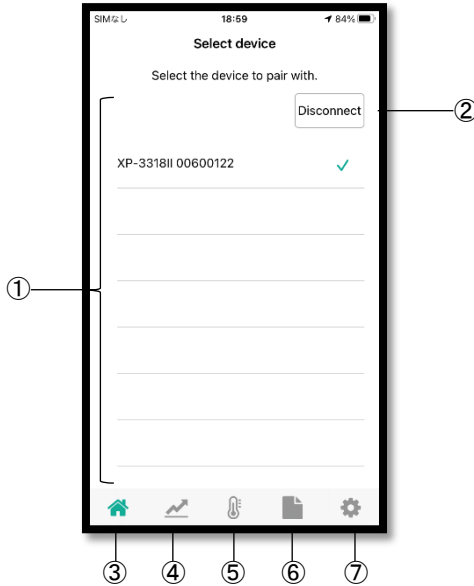 SIMなし 18:59 84%
Select device
Select the device to pair with.
Disconnect
②
XP-3318II 00600122
①
③ ④ ⑤ ⑥ ⑦